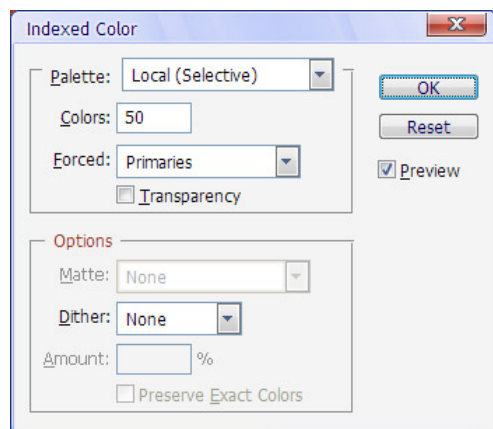 Indexed Color
Palette: Local (Selective)
Colors: 50
Forced: Primaries
Transparency
OK
Reset
Preview
Options
Matte: None
Dither: None
Amount: %
Preserve Exact Colors